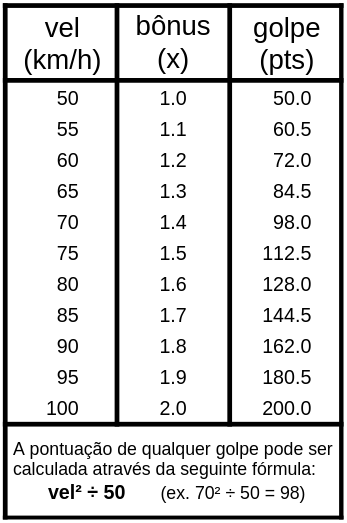 vel bônus golpe
(km/h) (x) (pts)
50 1.0 50.0
55 1.1 60.5
60 1.2 72.0
65 1.3 84.5
70 1.4 98.0
75 1.5 112.5
80 1.6 128.0
85 1.7 144.5
90 1.8 162.0
95 1.9 180.5
100 2.0 200.0
A pontuação de qualquer golpe pode ser
calculada através da seguinte fórmula:
vel² ÷ 50 (ex. 70² ÷ 50 = 98)